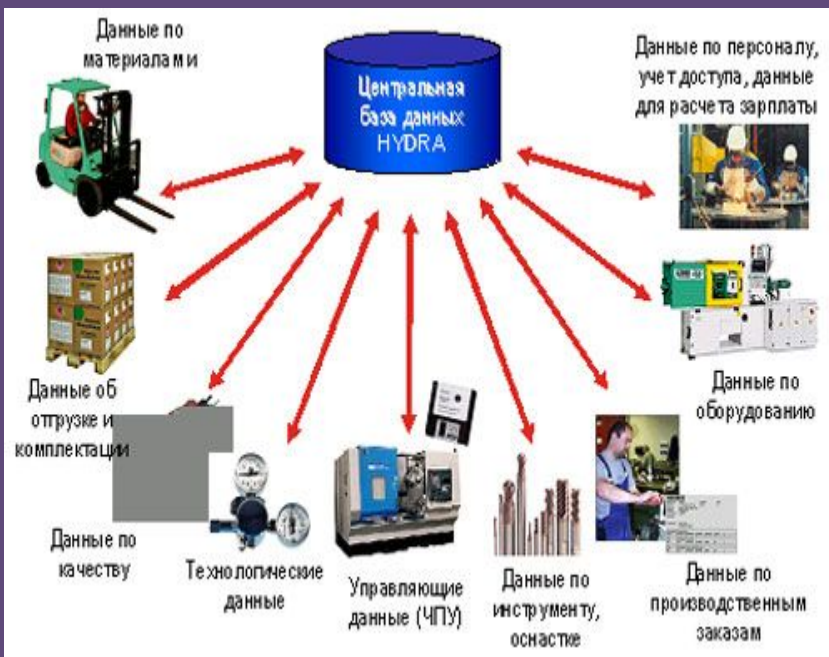 Данные по
материалами
Центральная
база данных
HYDRA
Данные по персоналу,
учет доступа, данные
для расчета зарплаты
Данные об
отгрузке и
комплектации
Данные по
оборудованию
Данные по
качеству
Технологические
данные
Управляющие
данные (ЧПУ)
Данные по
инструменту,
оснастке
Данные по
производственным
заказам